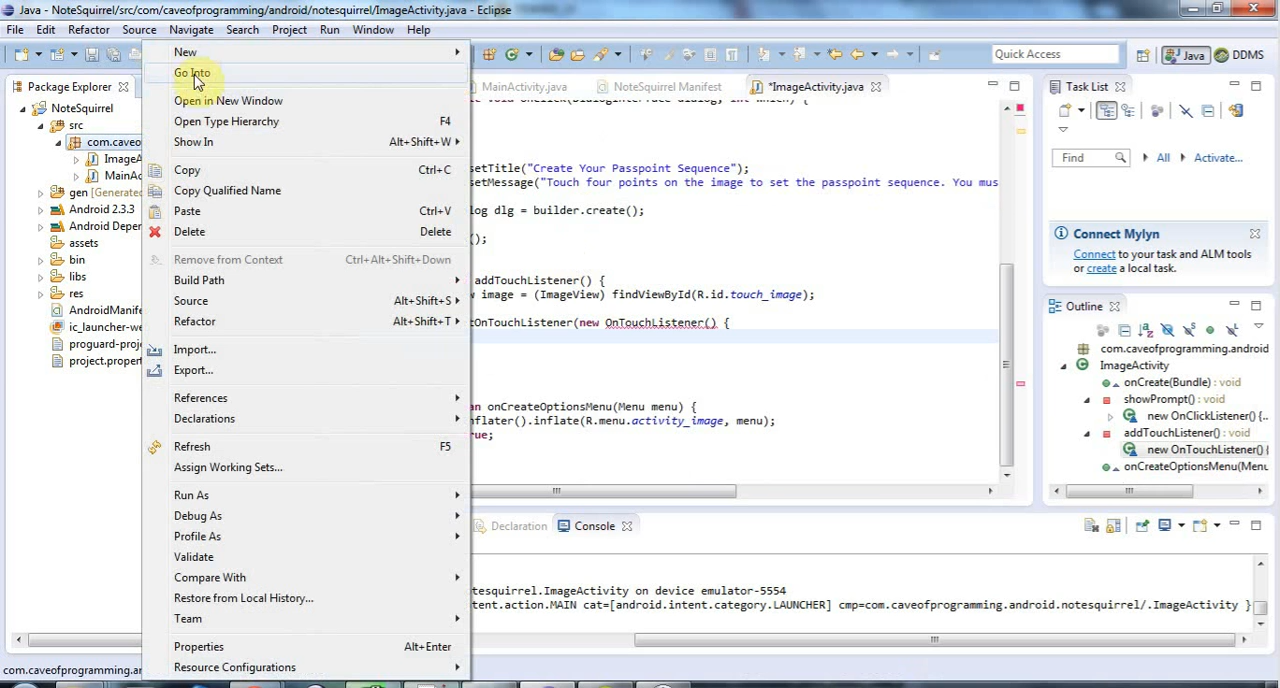 Java - NoteSquirrel/src/com/caveofprogramming/android/notesquirrel/ImageActivity.java - Eclipse
File Edit Refactor Source Navigate Search Project Run Window Help
Quick Access
Java
DDMS
Package Explorer
NoteSquirrel
src
com.caveo
ImageA
MainAc
gen [Generated
Android 2.3.3
Android Depen
assets
bin
libs
res
AndroidManife
ic_launcher-we
proguard-proj
project.propert
com.caveofprogramming.an
New
Go Into
Open in New Window
Open Type Hierarchy F4
Show In Alt+Shift+W
Copy Ctrl+C
Copy Qualified Name
Paste Ctrl+V
Delete Delete
Remove from Context Ctrl+Alt+Shift+Down
Build Path
Source Alt+Shift+S
Refactor Alt+Shift+T
Import...
Export...
References
Declarations
Refresh F5
Assign Working Sets...
Run As
Debug As
Profile As
Validate
Compare With
Restore from Local History...
Team
Properties Alt+Enter
Resource Configurations
MainActivity.java
NoteSquirrel Manifest
*ImageActivity.java
void onClick(DialogInterface dialog, int which) {
setTitle("Create Your Passpoint Sequence");
setMessage("Touch four points on the image to set the passpoint sequence. You mus
og dlg = builder.create();
();
addTouchListener() {
w image = (ImageView) findViewById(R.id.touch_image);
tOnTouchListener(new OnTouchListener() {
an onCreateOptionsMenu(Menu menu) {
nflater().inflate(R.menu.activity_image, menu);
rue;
Declaration
Console
tesquirrel.ImageActivity on device emulator-5554
tent.action.MAIN cat=[android.intent.category.LAUNCHER] cmp=com.caveofprogramming.android.notesquirrel/.ImageActivity }
Task List
Find
All
Activate...
Connect Mylyn
Connect to your task and ALM tools
or create a local task.
Outline
com.caveofprogramming.android
ImageActivity
onCreate(Bundle) : void
showPrompt() : void
new OnClickListener() {..
addTouchListener() : void
new OnTouchListener() {
onCreateOptionsMenu(Menu